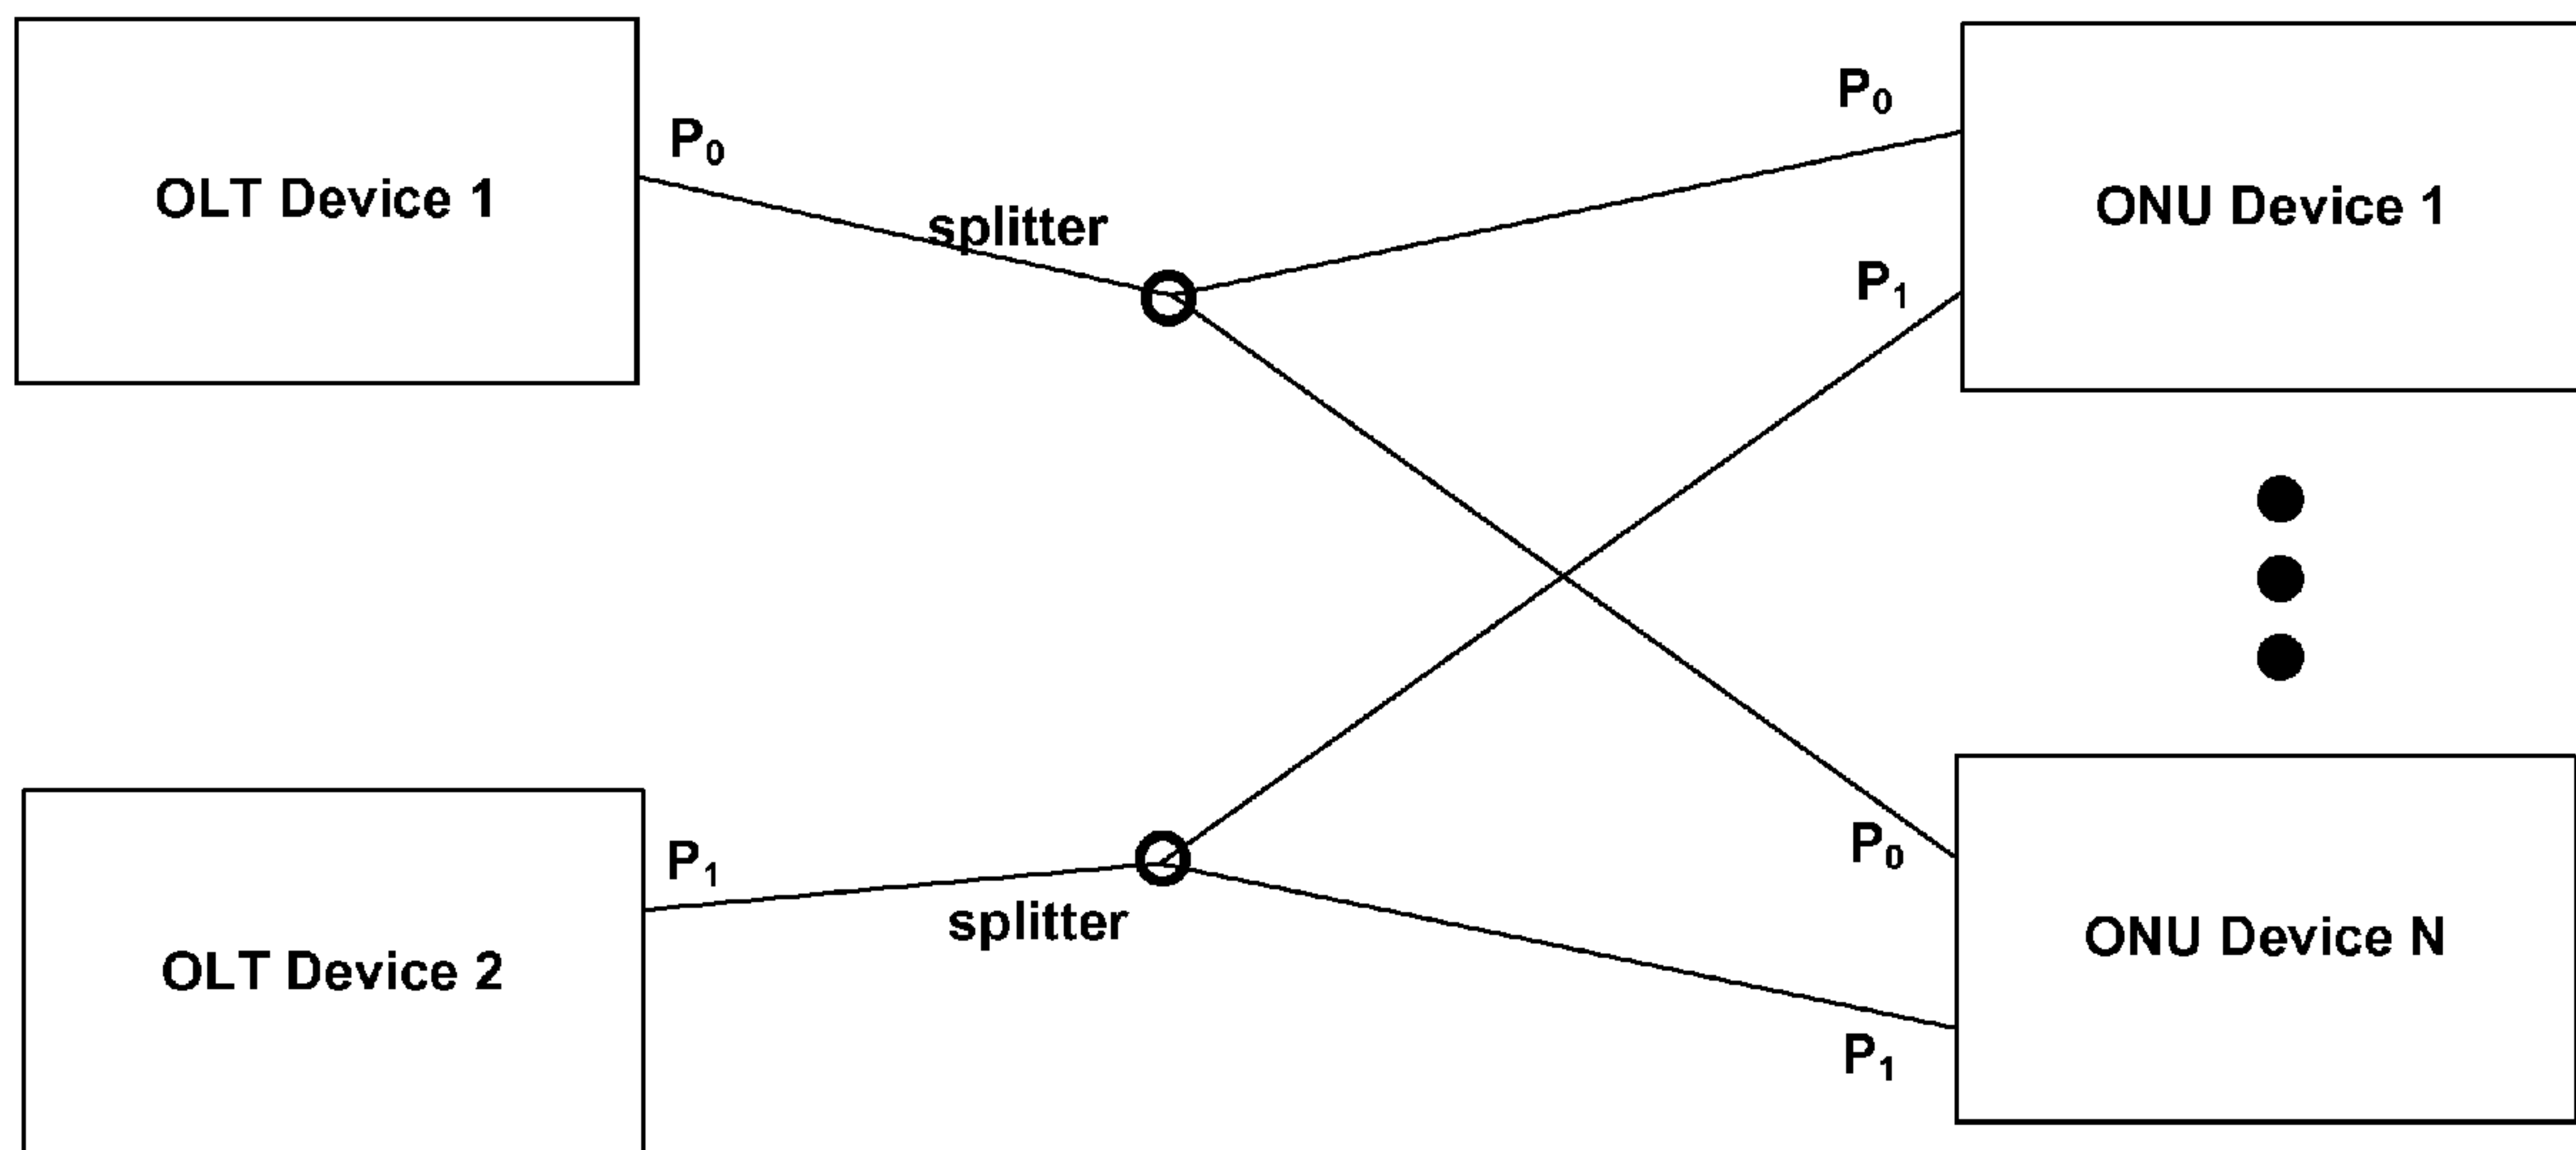 P₀
P₀
OLT Device 1
ONU Device 1
splitter
P₁
P₀
P₁
splitter
ONU Device N
OLT Device 2
P₁